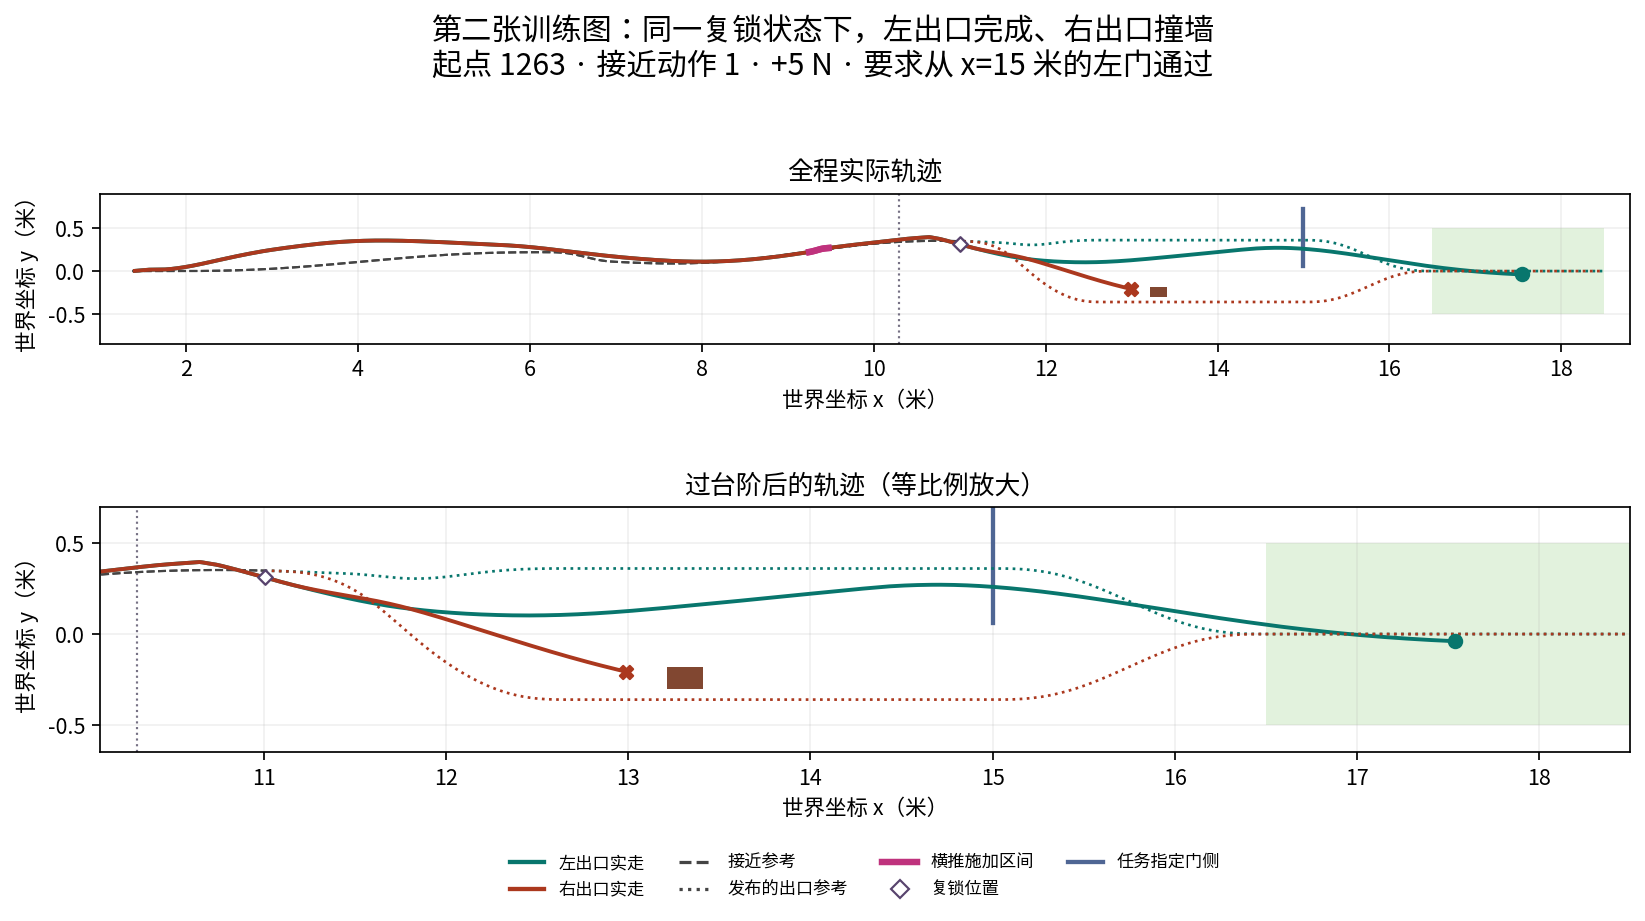 第二张训练图：同一复锁状态下，左出口完成、右出口撞墙
起点 1263 · 接近动作 1 · +5 N · 要求从 x=15 米的左门通过
全程实际轨迹
世界坐标 y（米）
0.5
0.0
-0.5
2 4 6 8 10 12 14 16 18
世界坐标 x（米）
过台阶后的轨迹（等比例放大）
世界坐标 y（米）
0.5
0.0
-0.5
11 12 13 14 15 16 17 18
世界坐标 x（米）
左出口实走 接近参考 横推施加区间 任务指定门侧
右出口实走 发布的出口参考 复锁位置